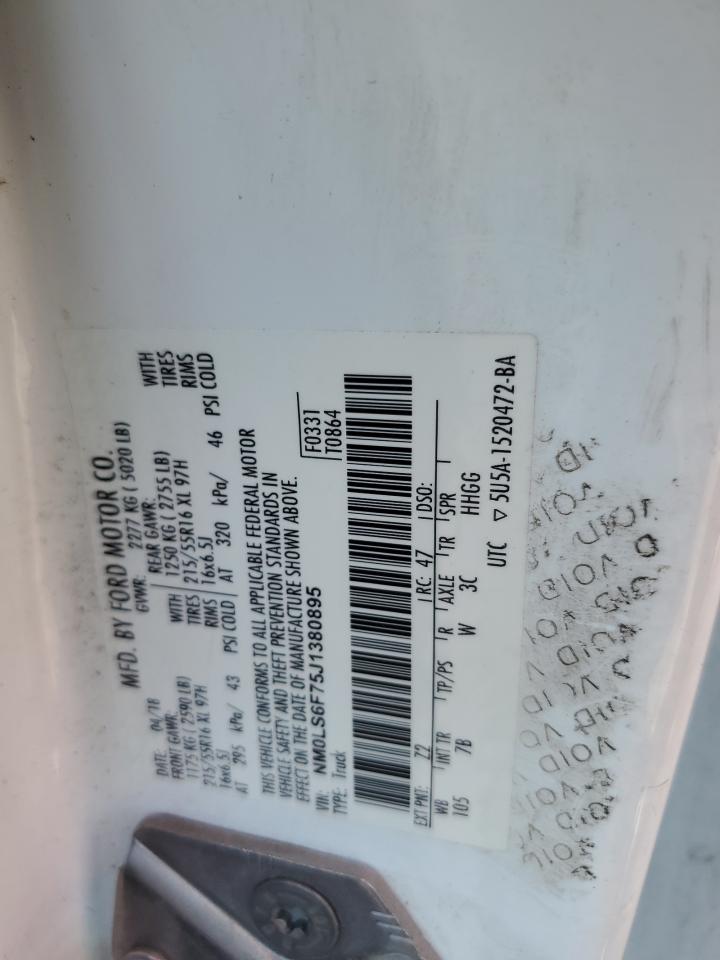 MFD. BY FORD MOTOR CO.
DATE: 04/18 GVWR: 2277 KG ( 5020 LB)
FRONT GAWR: REAR GAWR:
1175 KG ( 2590 LB) WITH 1250 KG ( 2755 LB) WITH
215/55R16 XL 97H TIRES 215/55R16 XL 97H TIRES
16x6.5J RIMS 16x6.5J RIMS
AT 295 kPa/ 43 PSI COLD AT 320 kPa/ 46 PSI COLD
THIS VEHICLE CONFORMS TO ALL APPLICABLE FEDERAL MOTOR
VEHICLE SAFETY AND THEFT PREVENTION STANDARDS IN
EFFECT ON THE DATE OF MANUFACTURE SHOWN ABOVE.
VIN: NM0LS6F75J1380895 F0331
TYPE: Truck T0864
EXT PNT: Z2 RC: 47 DSO:
WB INT TR TP/PS R AXLE TR SPR
105 7B W 3C HHGG
UTC ▽ 5U5A-1520472-BA
VOID
VOID
VOID
VOID